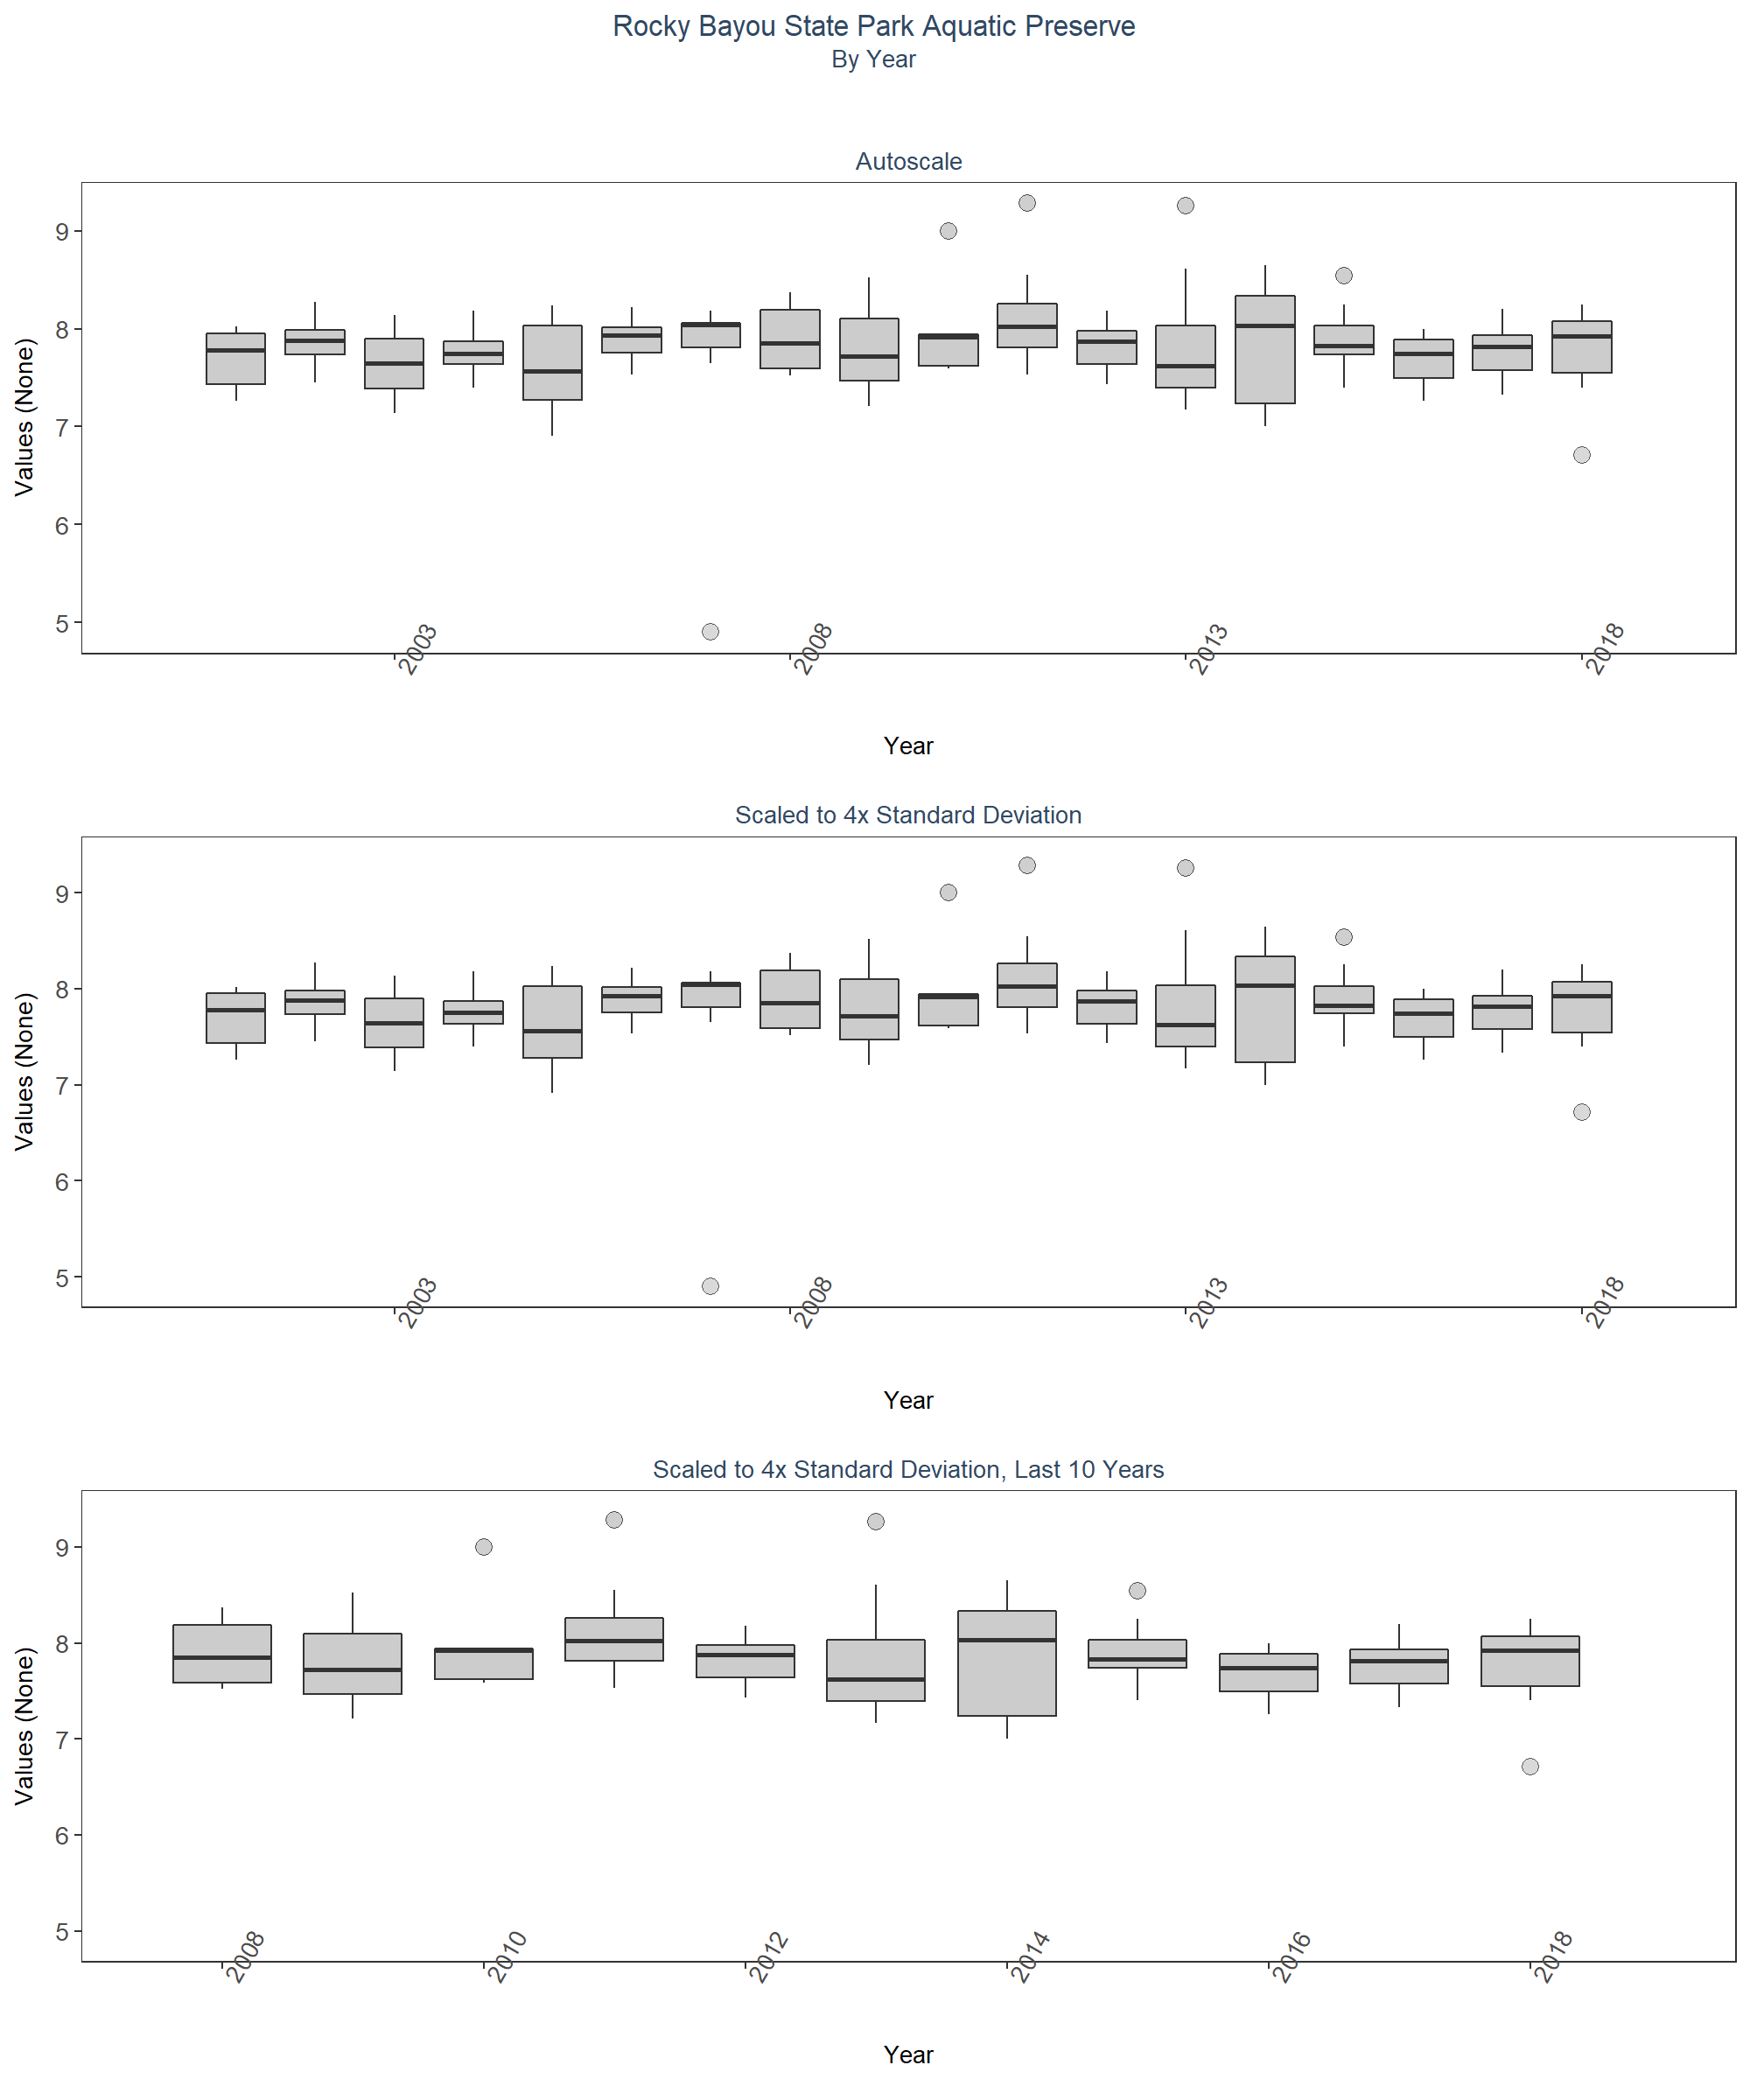 Rocky Bayou State Park Aquatic Preserve
By Year
Autoscale
Values (None)
9
8
7
6
5
2003 2008 2013 2018
Year
Scaled to 4x Standard Deviation
Values (None)
9
8
7
6
5
2003 2008 2013 2018
Year
Scaled to 4x Standard Deviation, Last 10 Years
Values (None)
9
8
7
6
5
2008 2010 2012 2014 2016 2018
Year